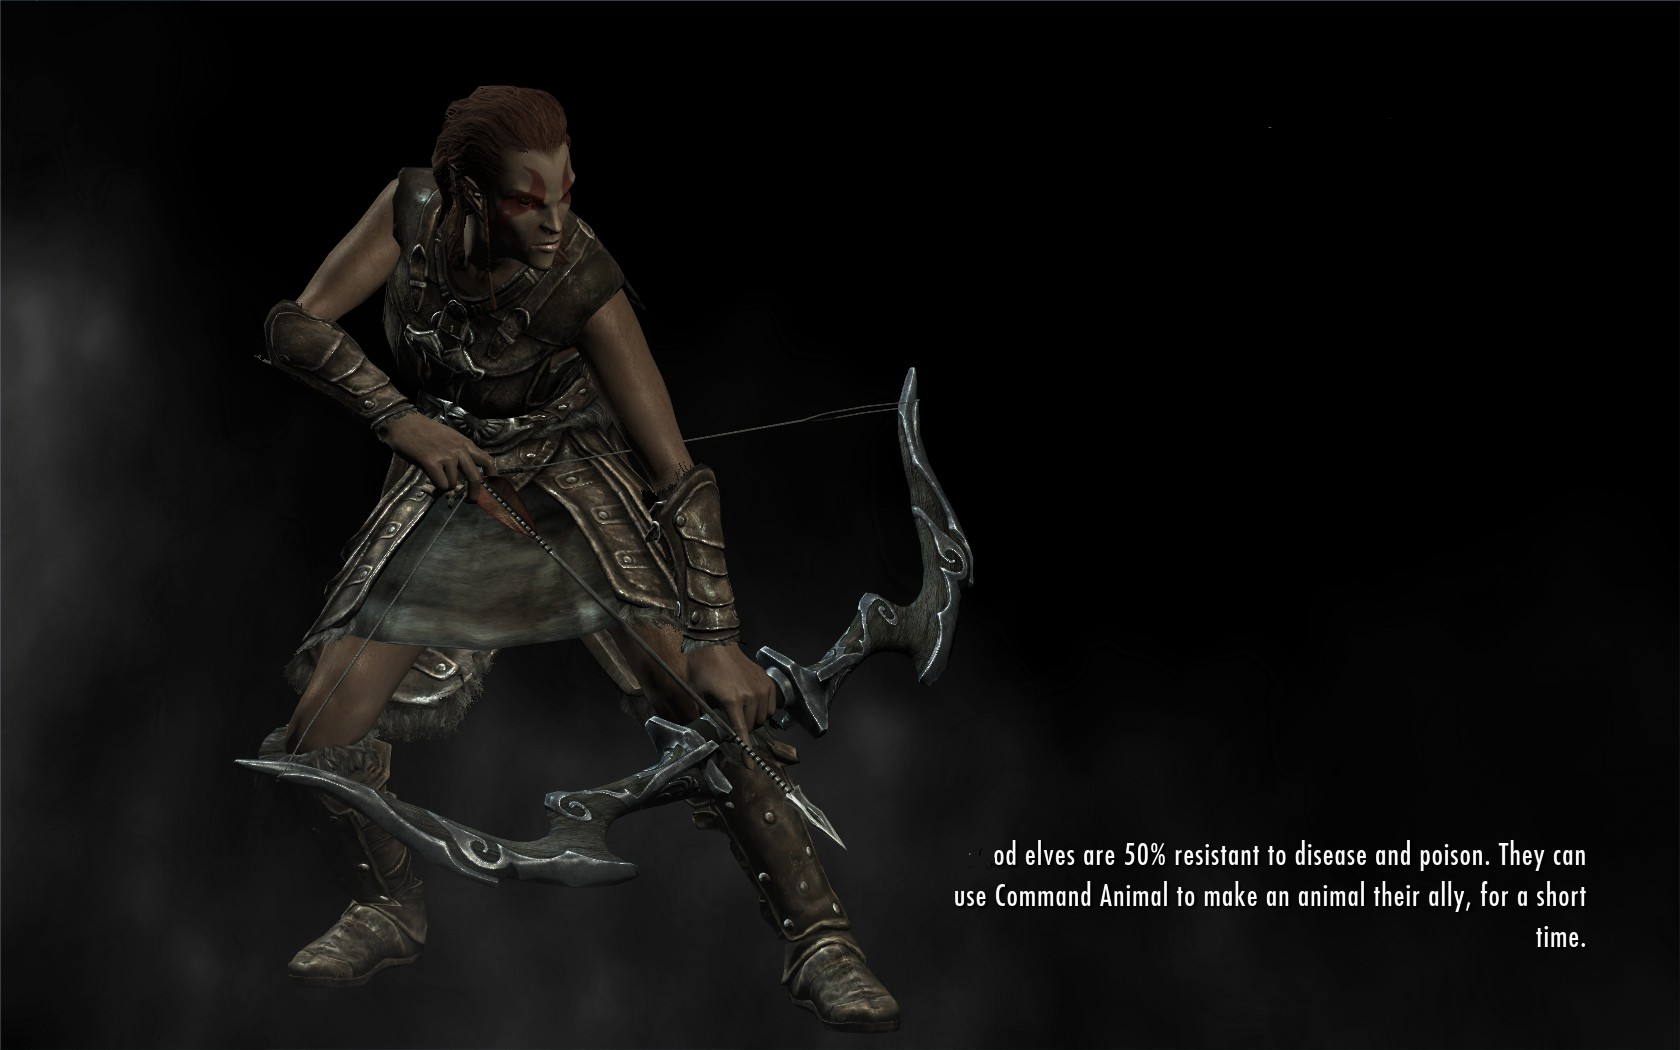 od elves are 50% resistant to disease and poison. They can
use Command Animal to make an animal their ally, for a short
time.